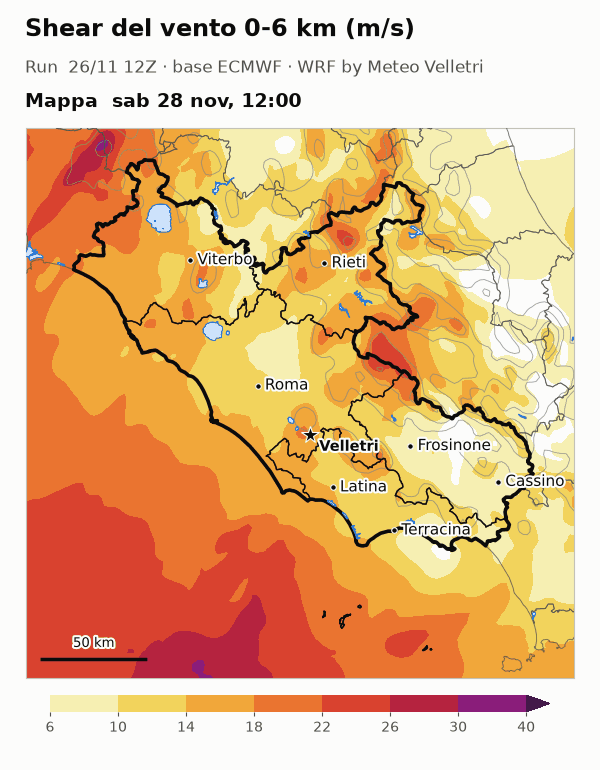 Shear del vento 0-6 km (m/s)
Run  26/11 12Z · base ECMWF · WRF by Meteo Velletri
Mappa  sab 28 nov, 12:00
Viterbo
Rieti
Roma
Velletri
Frosinone
Latina
Cassino
Terracina
50 km
6 10 14 18 22 26 30 40